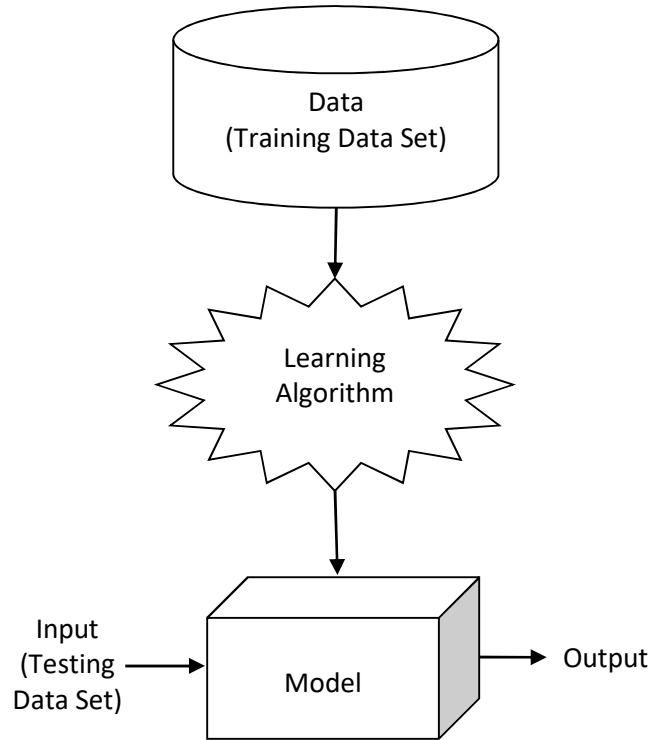 Data
(Training Data Set)
Learning
Algorithm
Input
(Testing
Data Set)
Model
Output